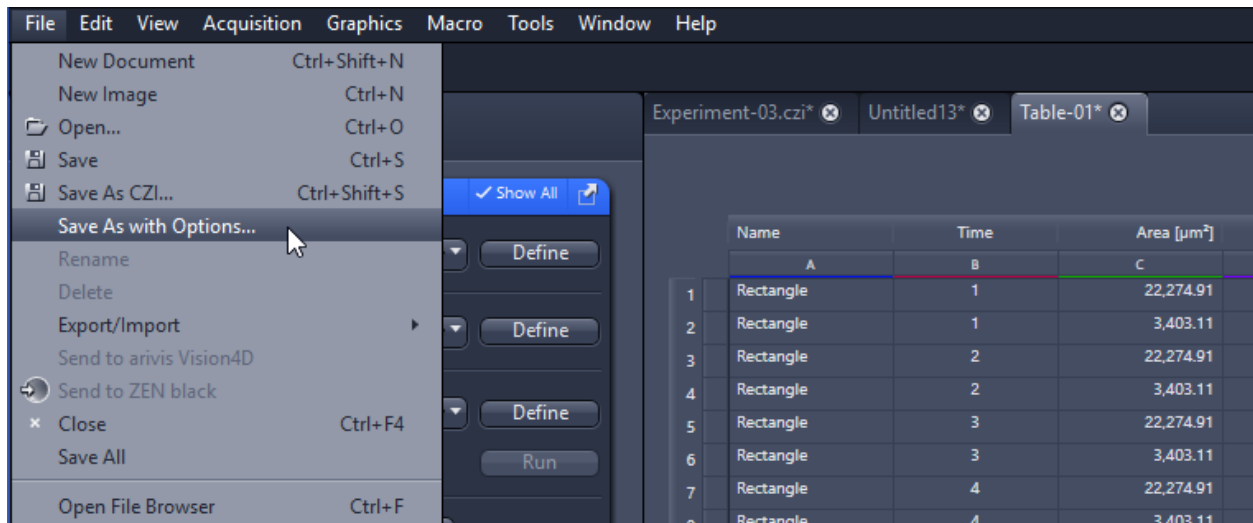 File Edit View Acquisition Graphics Macro Tools Window Help
New Document Ctrl+Shift+N
New Image Ctrl+N
Open... Ctrl+O
Save Ctrl+S
Save As CZI... Ctrl+Shift+S
Save As with Options...
Rename
Delete
Export/Import
Send to arivis Vision4D
Send to ZEN black
Close Ctrl+F4
Save All
Open File Browser Ctrl+F
Show All
Define
Define
Define
Run
Experiment-03.czi* Untitled13* Table-01*
Name Time Area [µm²]
A B C
1 Rectangle 1 22,274.91
2 Rectangle 1 3,403.11
3 Rectangle 2 22,274.91
4 Rectangle 2 3,403.11
5 Rectangle 3 22,274.91
6 Rectangle 3 3,403.11
7 Rectangle 4 22,274.91
Rectangle 4 3,403.11